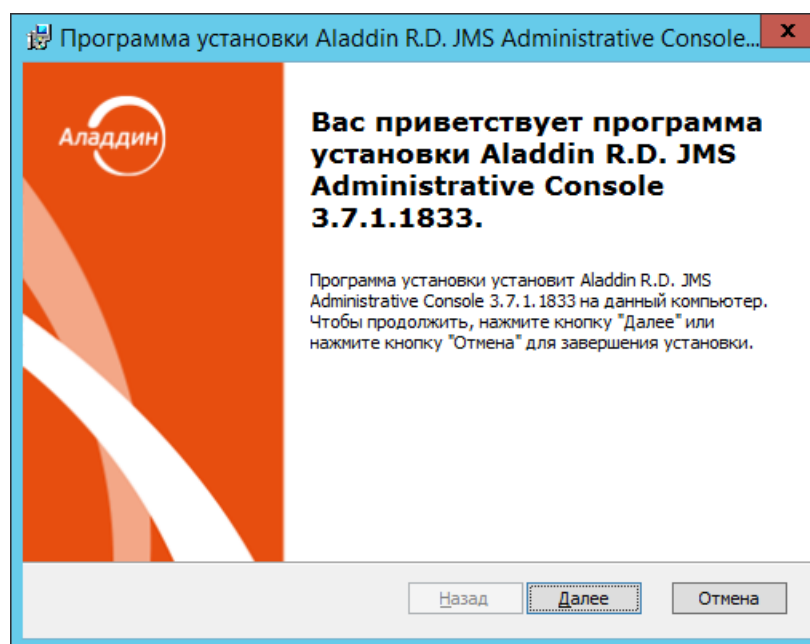 Программа установки Aladdin R.D. JMS Administrative Console...
x
Аладдин
Вас приветствует программа
установки Aladdin R.D. JMS
Administrative Console
3.7.1.1833.
Программа установки установит Aladdin R.D. JMS
Administrative Console 3.7.1.1833 на данный компьютер.
Чтобы продолжить, нажмите кнопку "Далее" или
нажмите кнопку "Отмена" для завершения установки.
Назад Далее Отмена